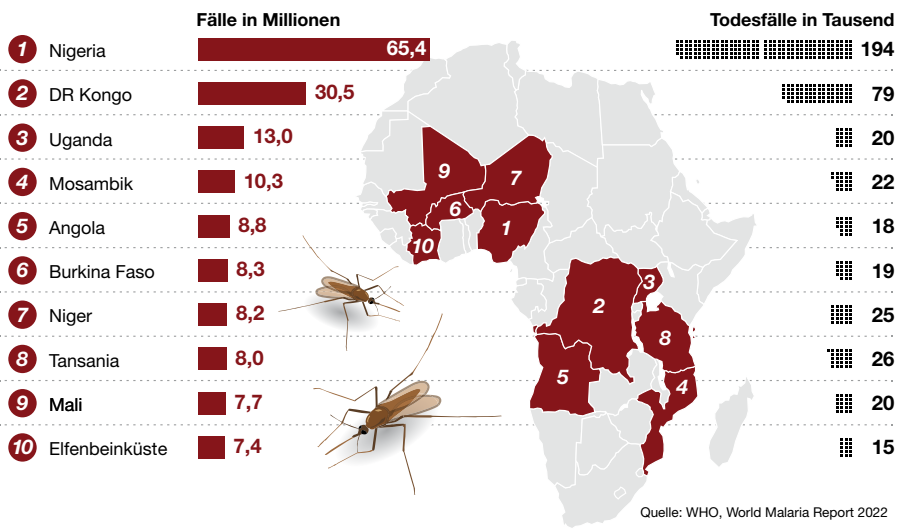 Fälle in Millionen Todesfälle in Tausend
1 Nigeria 65,4 194
2 DR Kongo 30,5 79
3 Uganda 13,0 20
4 Mosambik 10,3 22
5 Angola 8,8 18
6 Burkina Faso 8,3 19
7 Niger 8,2 25
8 Tansania 8,0 26
9 Mali 7,7 20
10 Elfenbeinküste 7,4 15
9
7
6
1
10
3
2
8
5
4
Quelle: WHO, World Malaria Report 2022